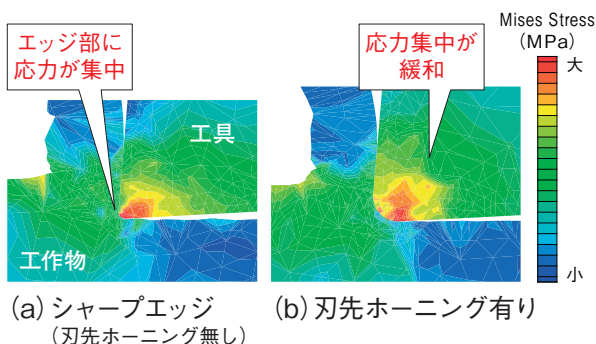 エッジ部に
応力が集中
応力集中が
緩和
Mises Stress
(MPa)
大
小
工具
工作物
(a) シャープエッジ
(刃先ホーニング無し)
(b) 刃先ホーニング有り